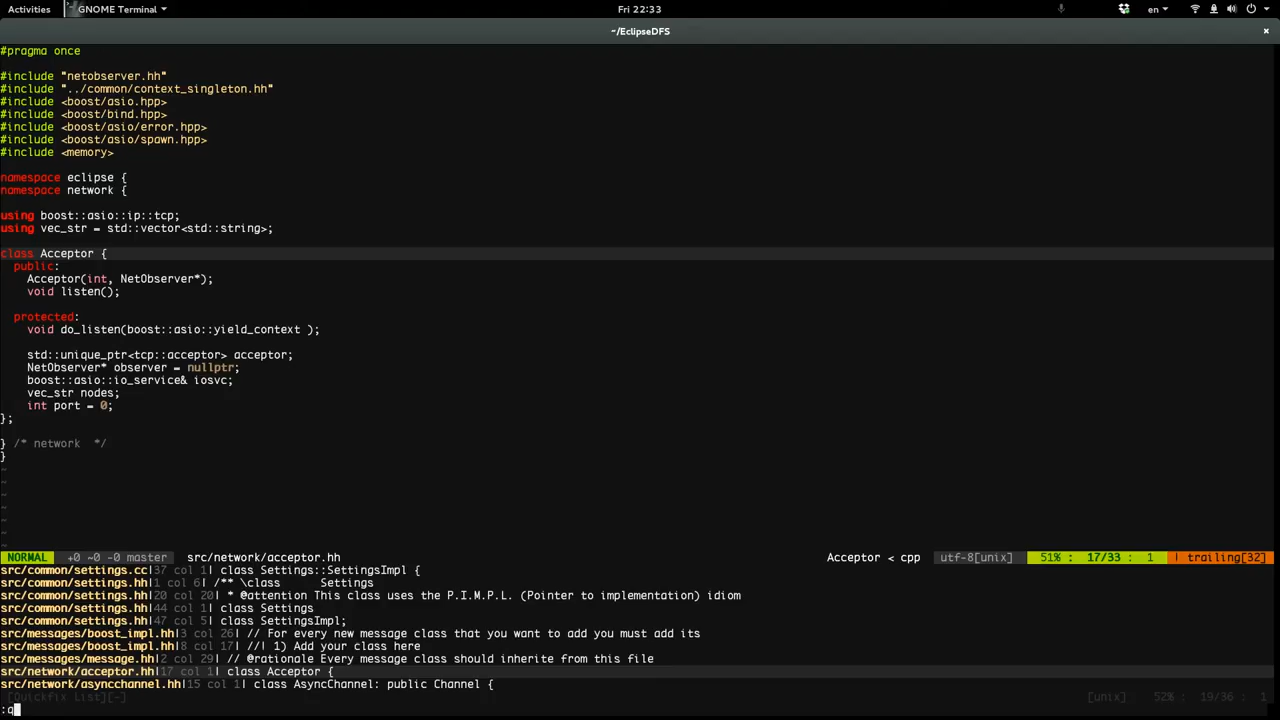 Activities GNOME Terminal Fri 22:33 en
~/EclipseDFS ×
#pragma once
#include "netobserver.hh"
#include "../common/context_singleton.hh"
#include <boost/asio.hpp>
#include <boost/bind.hpp>
#include <boost/asio/error.hpp>
#include <boost/asio/spawn.hpp>
#include <memory>
namespace eclipse {
namespace network {
using boost::asio::ip::tcp;
using vec_str = std::vector<std::string>;
class Acceptor {
public:
Acceptor(int, NetObserver*);
void listen();
protected:
void do_listen(boost::asio::yield_context );
std::unique_ptr<tcp::acceptor> acceptor;
NetObserver* observer = nullptr;
boost::asio::io_service& iosvc;
vec_str nodes;
int port = 0;
};
} /* network  */
}
~
~
~
~
~
~
~
NORMAL +0 ~0 -0 master src/network/acceptor.hh Acceptor < cpp utf-8[unix] 51% : 17/33 : 1 | trailing[32]
src/common/settings.cc|37 col 1| class Settings::SettingsImpl {
src/common/settings.hh|1 col 6| /** \class      Settings
src/common/settings.hh|20 col 20| * @attention This class uses the P.I.M.P.L. (Pointer to implementation) idiom
src/common/settings.hh|44 col 1| class Settings
src/common/settings.hh|47 col 5| class SettingsImpl;
src/messages/boost_impl.hh|3 col 26| // For every new message class that you want to add you must add its
src/messages/boost_impl.hh|8 col 17| //! 1) Add your class here
src/messages/message.hh|2 col 29| // @rationale Every message class should inherite from this file
src/network/acceptor.hh|17 col 1| class Acceptor {
src/network/asyncchannel.hh|15 col 1| class AsyncChannel: public Channel {
[Quickfix List][-] [unix] 52% : 19/36 : 1
:q